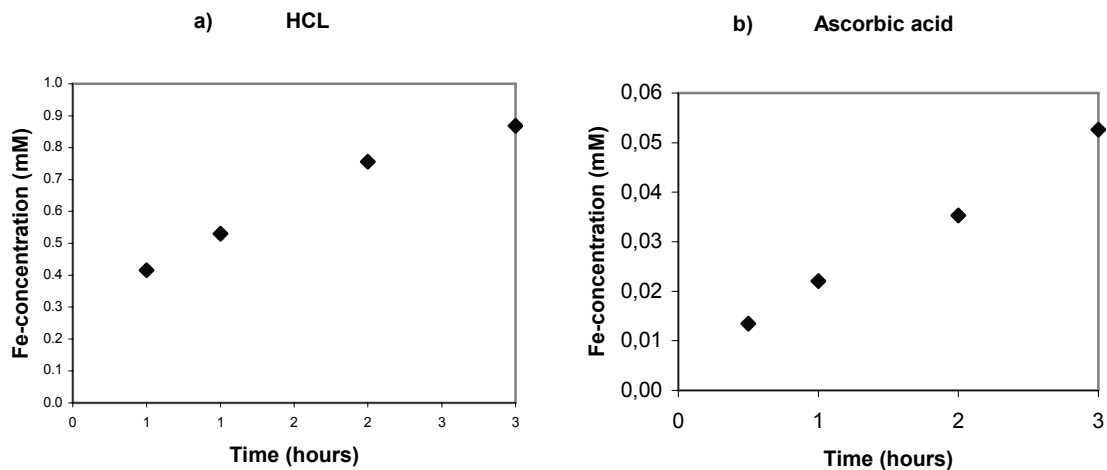 a) HCL
Fe-concentration (mM)
1.0
0.9
0.8
0.7
0.6
0.5
0.4
0.3
0.2
0.1
0.0
0 1 1 2 2 3 3
Time (hours)
b) Ascorbic acid
Fe-concentration (mM)
0,06
0,05
0,04
0,03
0,02
0,01
0,00
0 1 2 3
Time (hours)